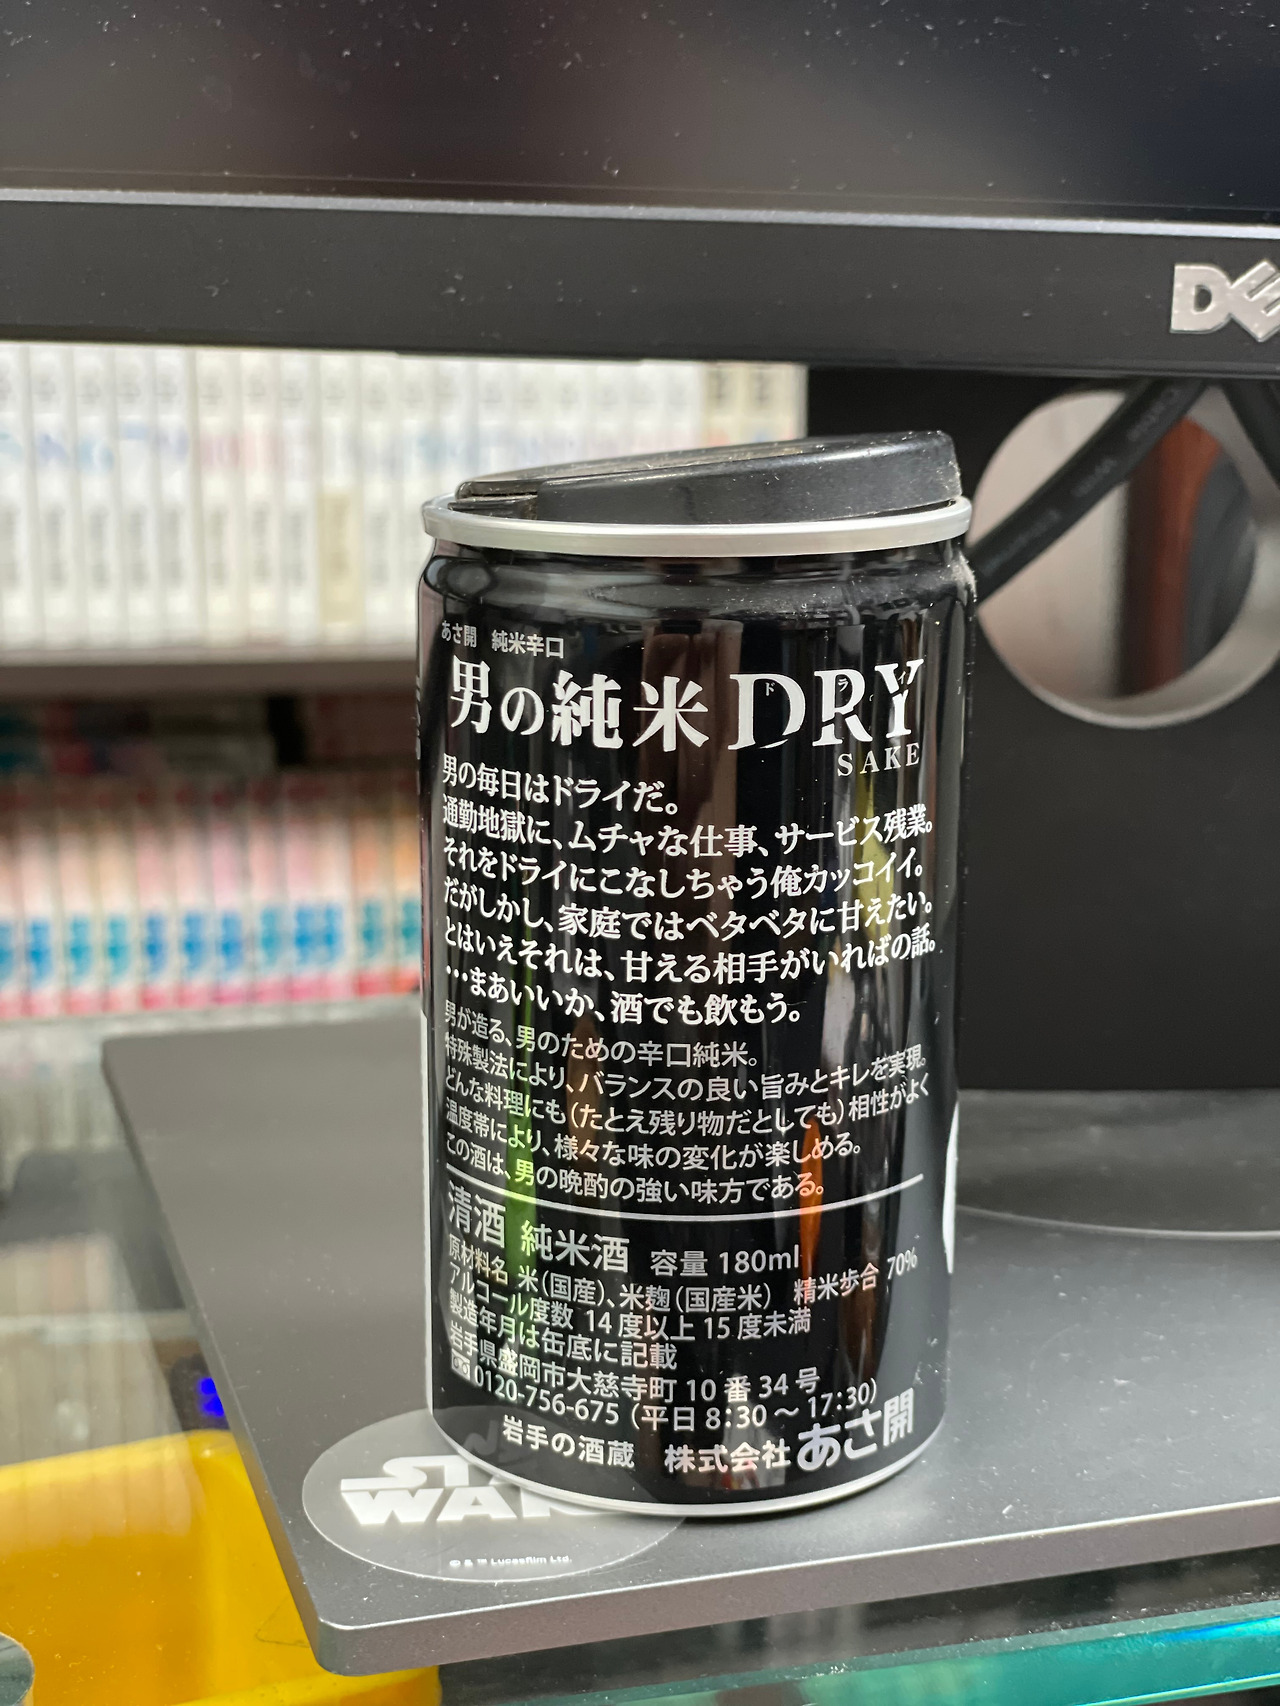 DE
あさ開 純米辛口
男の純米 DRY
ドライ
SAKE
男の毎日はドライだ。
通勤地獄に、ムチャな仕事、サービス残業。
それをドライにこなしちゃう俺カッコイイ。
だがしかし、家庭ではベタベタに甘えたい。
とはいえそれは、甘える相手がいればの話。
…まあいいか、酒でも飲もう。
男が造る、男のための辛口純米。
特殊製法により、バランスの良い旨みとキレを実現。
どんな料理にも(たとえ残り物だとしても)相性がよく
温度帯により、様々な味の変化が楽しめる。
この酒は、男の晩酌の強い味方である。
清酒 純米酒 容量 180ml
原材料名 米(国産)、米麹(国産米) 精米歩合 70%
アルコール度数 14度以上15度未満
製造年月は缶底に記載
岩手県盛岡市大慈寺町 10 番 34 号
0120-756-675 (平日 8:30 ~ 17:30)
岩手の酒蔵 株式会社 あさ開
STA
WAR
© & ™ Lucasfilm Ltd.